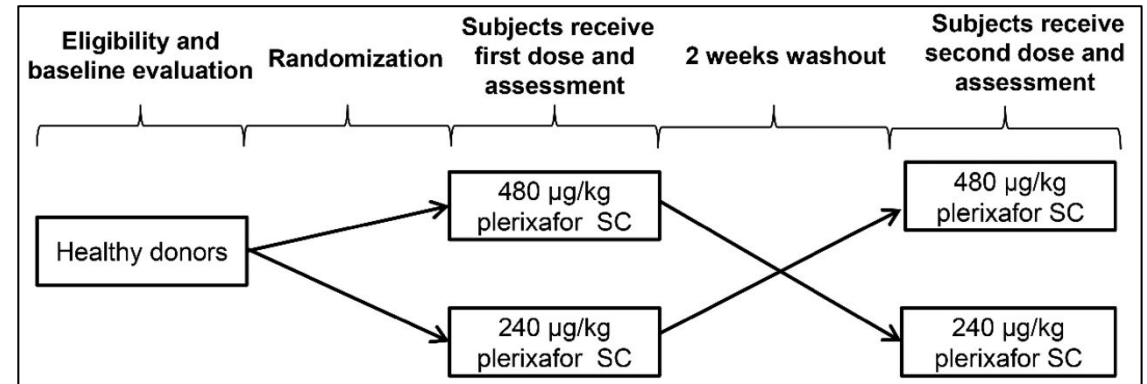 Eligibility and
baseline evaluation
Randomization
Subjects receive
first dose and
assessment
2 weeks washout
Subjects receive
second dose and
assessment
Healthy donors
480 µg/kg
plerixafor SC
240 µg/kg
plerixafor SC
480 µg/kg
plerixafor SC
240 µg/kg
plerixafor SC